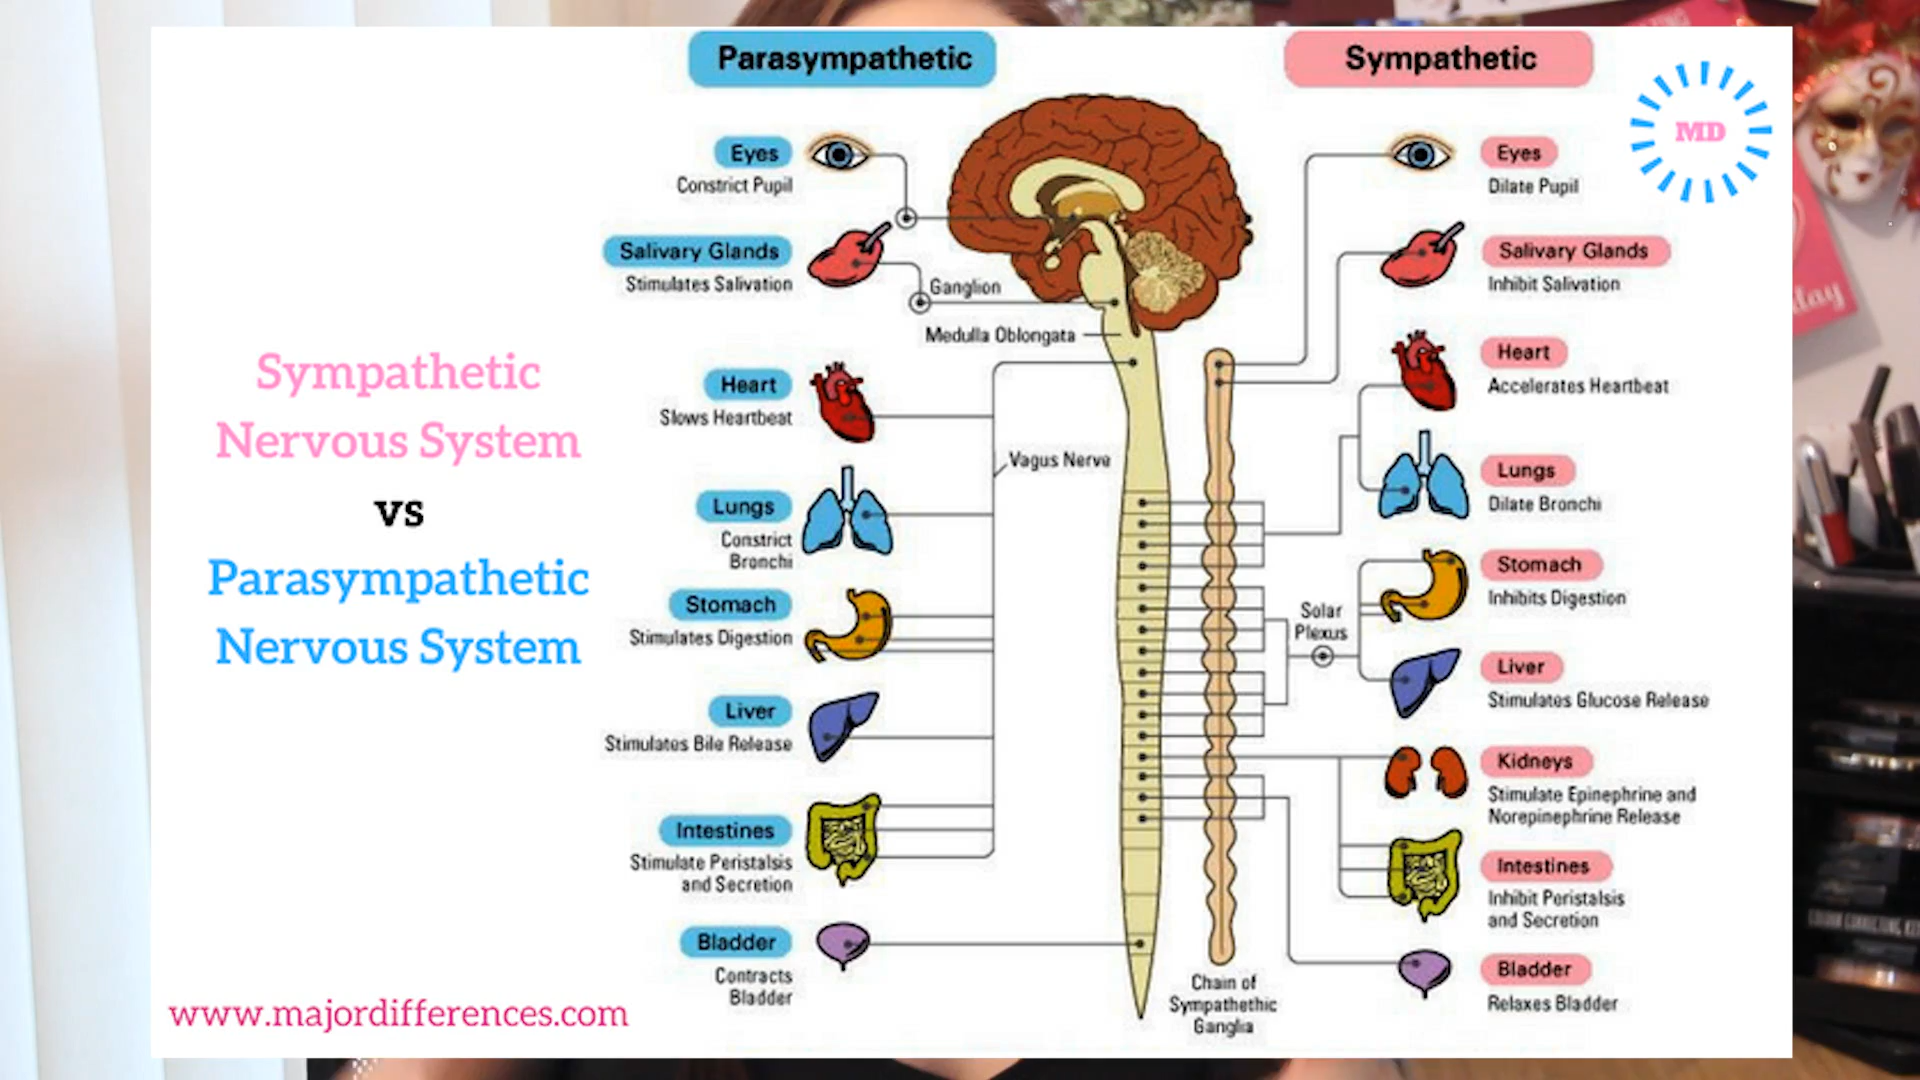 Parasympathetic
Sympathetic
MD
Sympathetic
Nervous System
vs
Parasympathetic
Nervous System
www.majordifferences.com
Eyes
Constrict Pupil
Salivary Glands
Stimulates Salivation
Heart
Slows Heartbeat
Lungs
Constrict
Bronchi
Stomach
Stimulates Digestion
Liver
Stimulates Bile Release
Intestines
Stimulate Peristalsis
and Secretion
Bladder
Contracts
Bladder
Ganglion
Medulla Oblongata
Vagus Nerve
Solar
Plexus
Chain of
Sympathethic
Ganglia
Eyes
Dilate Pupil
Salivary Glands
Inhibit Salivation
Heart
Accelerates Heartbeat
Lungs
Dilate Bronchi
Stomach
Inhibits Digestion
Liver
Stimulates Glucose Release
Kidneys
Stimulate Epinephrine and
Norepinephrine Release
Intestines
Inhibit Peristalsis
and Secretion
Bladder
Relaxes Bladder